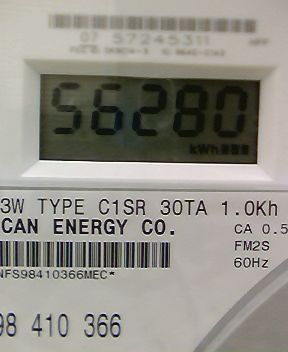 07 57245311
56280
kWh
3W TYPE C1SR 30TA 1.0Kh
CAN ENERGY CO.
CA 0.5
FM2S
60Hz
NFS98410366MEC*
98 410 366